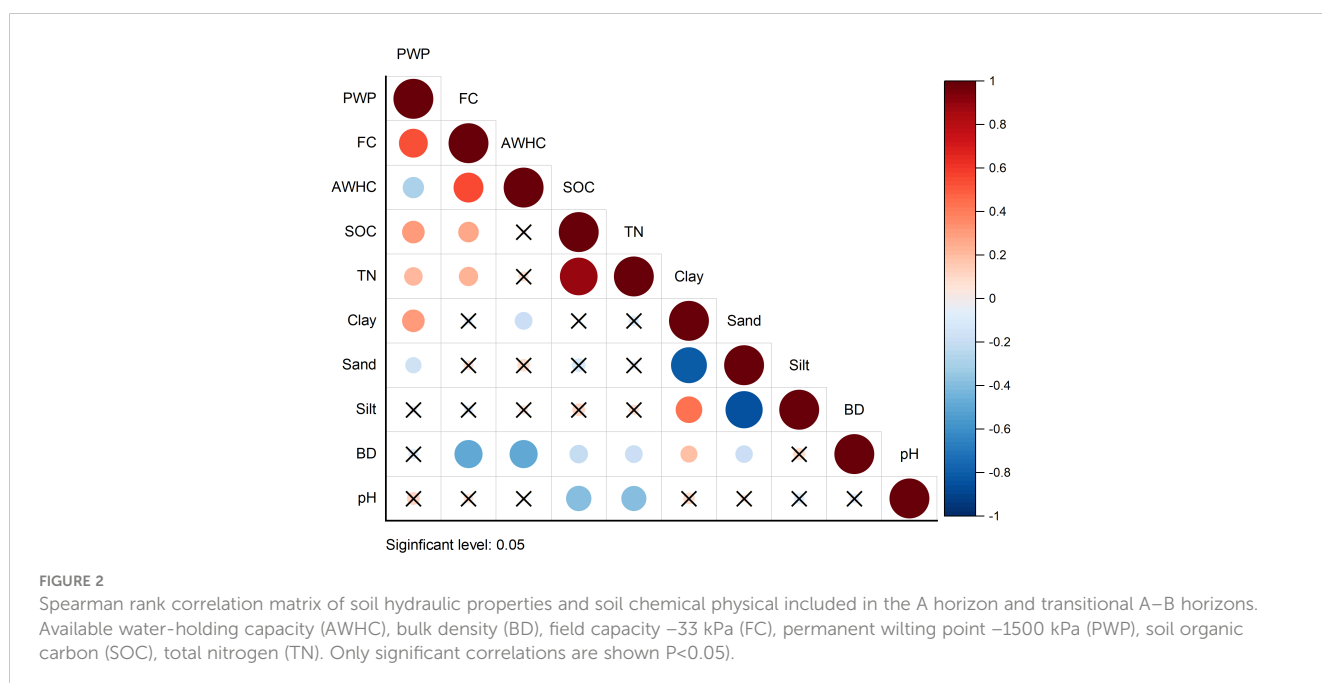 PWP
PWP
FC
1
FC
AWHC
0.8
AWHC
SOC
0.6
SOC
TN
0.4
TN
Clay
0.2
Clay
Sand
0
Sand
Silt
-0.2
Silt
BD
-0.4
BD
pH
-0.6
pH
-0.8
-1
Siginficant level: 0.05
FIGURE 2
Spearman rank correlation matrix of soil hydraulic properties and soil chemical physical included in the A horizon and transitional A–B horizons.
Available water-holding capacity (AWHC), bulk density (BD), field capacity −33 kPa (FC), permanent wilting point −1500 kPa (PWP), soil organic
carbon (SOC), total nitrogen (TN). Only significant correlations are shown P<0.05).